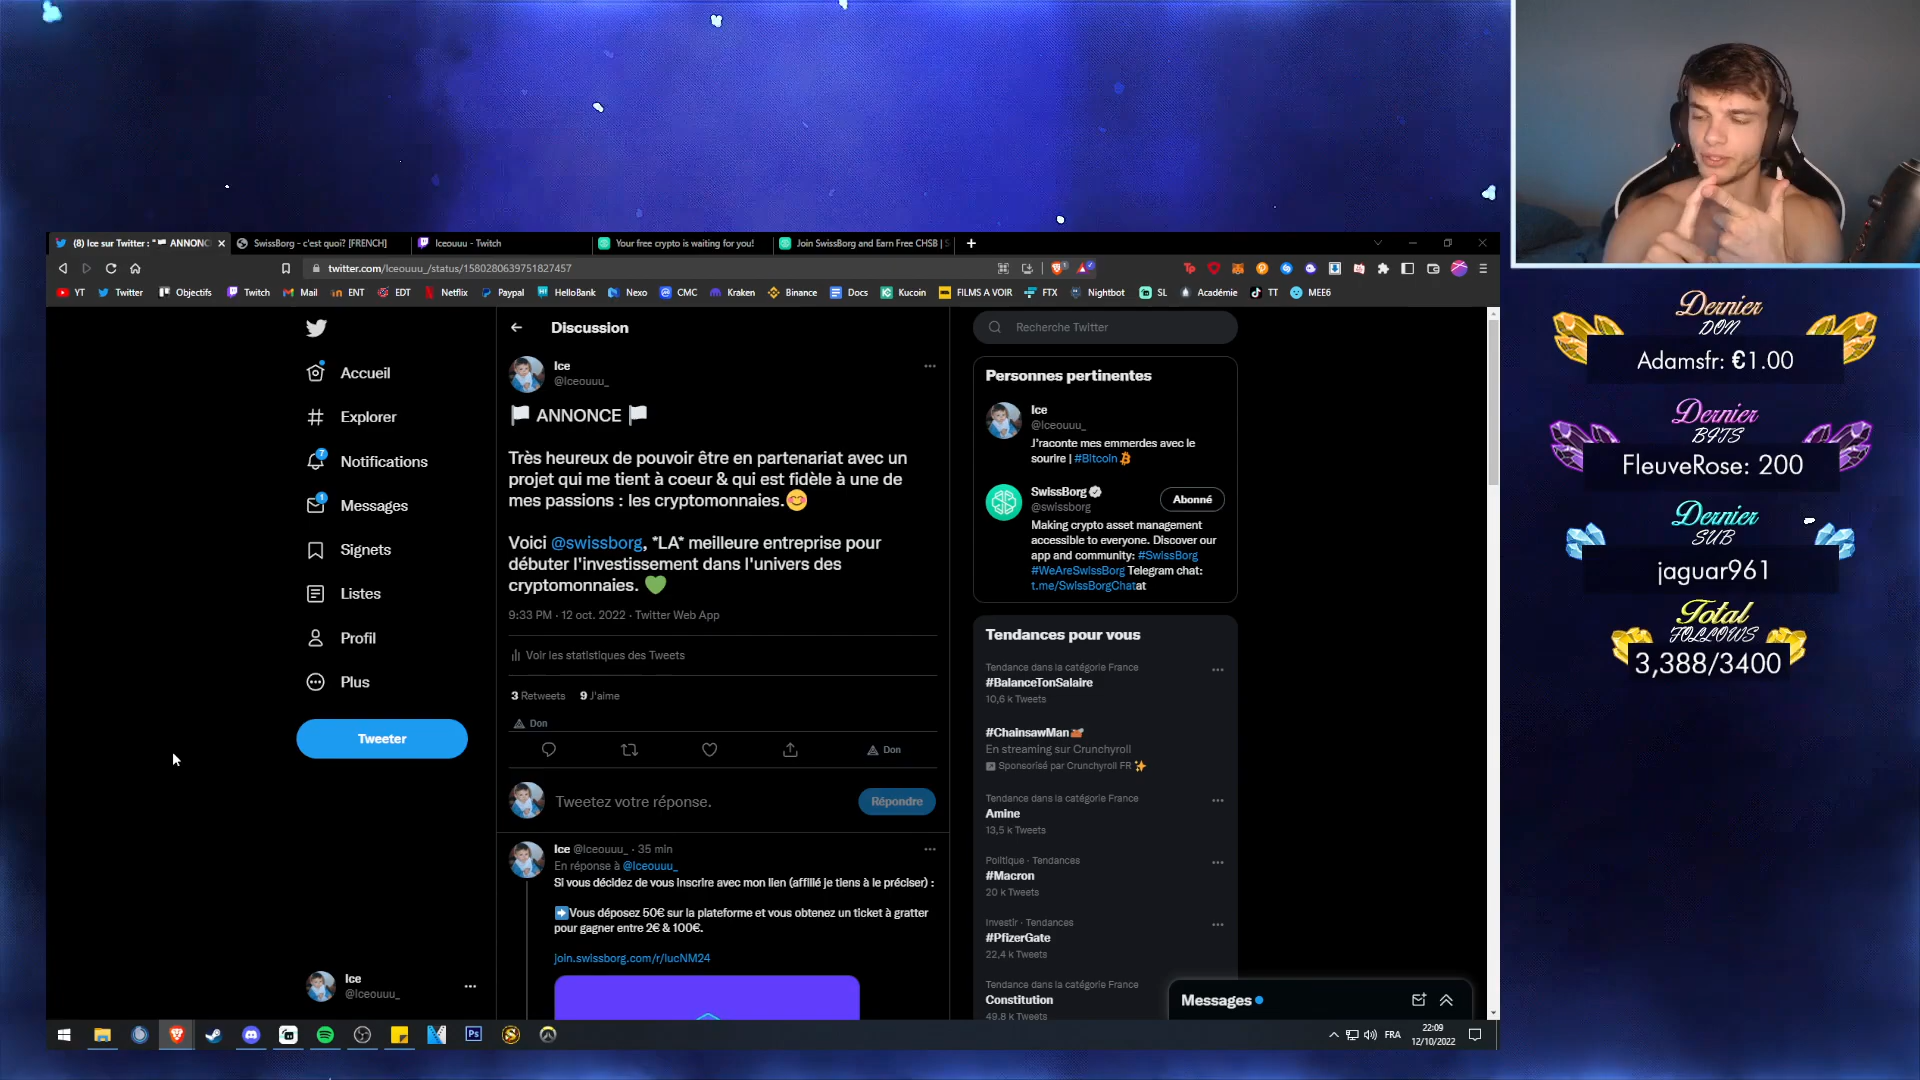 (8) Ice sur Twitter : "🏳 ANNONC
SwissBorg - c'est quoi? [FRENCH]
Iceouuu - Twitch
Your free crypto is waiting for you!
Join SwissBorg and Earn Free CHSB | S
twitter.com/Iceouuu_/status/1580280639751827457
YT
Twitter
Objectifs
Twitch
Mail
ENT
EDT
Netflix
Paypal
HelloBank
Nexo
CMC
Kraken
Binance
Docs
Kucoin
FILMS A VOIR
FTX
Nightbot
SL
Académie
TT
MEE6
Accueil
Explorer
7
Notifications
1
Messages
Signets
Listes
Profil
Plus
Tweeter
Ice
@Iceouuu_
Discussion
Ice
@Iceouuu_
🏳 ANNONCE 🏳
Très heureux de pouvoir être en partenariat avec un
projet qui me tient à coeur & qui est fidèle à une de
mes passions : les cryptomonnaies.😊
Voici @swissborg, *LA* meilleure entreprise pour
débuter l'investissement dans l'univers des
cryptomonnaies. 💚
9:33 PM · 12 oct. 2022 · Twitter Web App
Voir les statistiques des Tweets
3 Retweets 9 J'aime
Don
Don
Tweetez votre réponse.
Répondre
Ice @Iceouuu_ · 35 min
En réponse à @Iceouuu_
Si vous décidez de vous inscrire avec mon lien (affilié je tiens à le préciser) :
➡Vous déposez 50€ sur la plateforme et vous obtenez un ticket à gratter
pour gagner entre 2€ & 100€.
join.swissborg.com/r/lucNM24
Recherche Twitter
Personnes pertinentes
Ice
@Iceouuu_
J'raconte mes emmerdes avec le
sourire | #Bitcoin
SwissBorg
@swissborg
Abonné
Making crypto asset management
accessible to everyone. Discover our
app and community: #SwissBorg
#WeAreSwissBorg Telegram chat:
t.me/SwissBorgChatat
Tendances pour vous
Tendance dans la catégorie France
#BalanceTonSalaire
10,6 k Tweets
#ChainsawMan
En streaming sur Crunchyroll
Sponsorisé par Crunchyroll FR ✨
Tendance dans la catégorie France
Amine
13,5 k Tweets
Politique · Tendances
#Macron
20 k Tweets
Investir · Tendances
#PfizerGate
22,4 k Tweets
Tendance dans la catégorie France
Constitution
49,8 k Tweets
Messages
Ps
FRA
22:09
12/10/2022
Dernier
DON
Adamsfr: €1.00
Dernier
BITS
FleuveRose: 200
Dernier
SUB
jaguar961
Total
FOLLOWS
3,388/3400